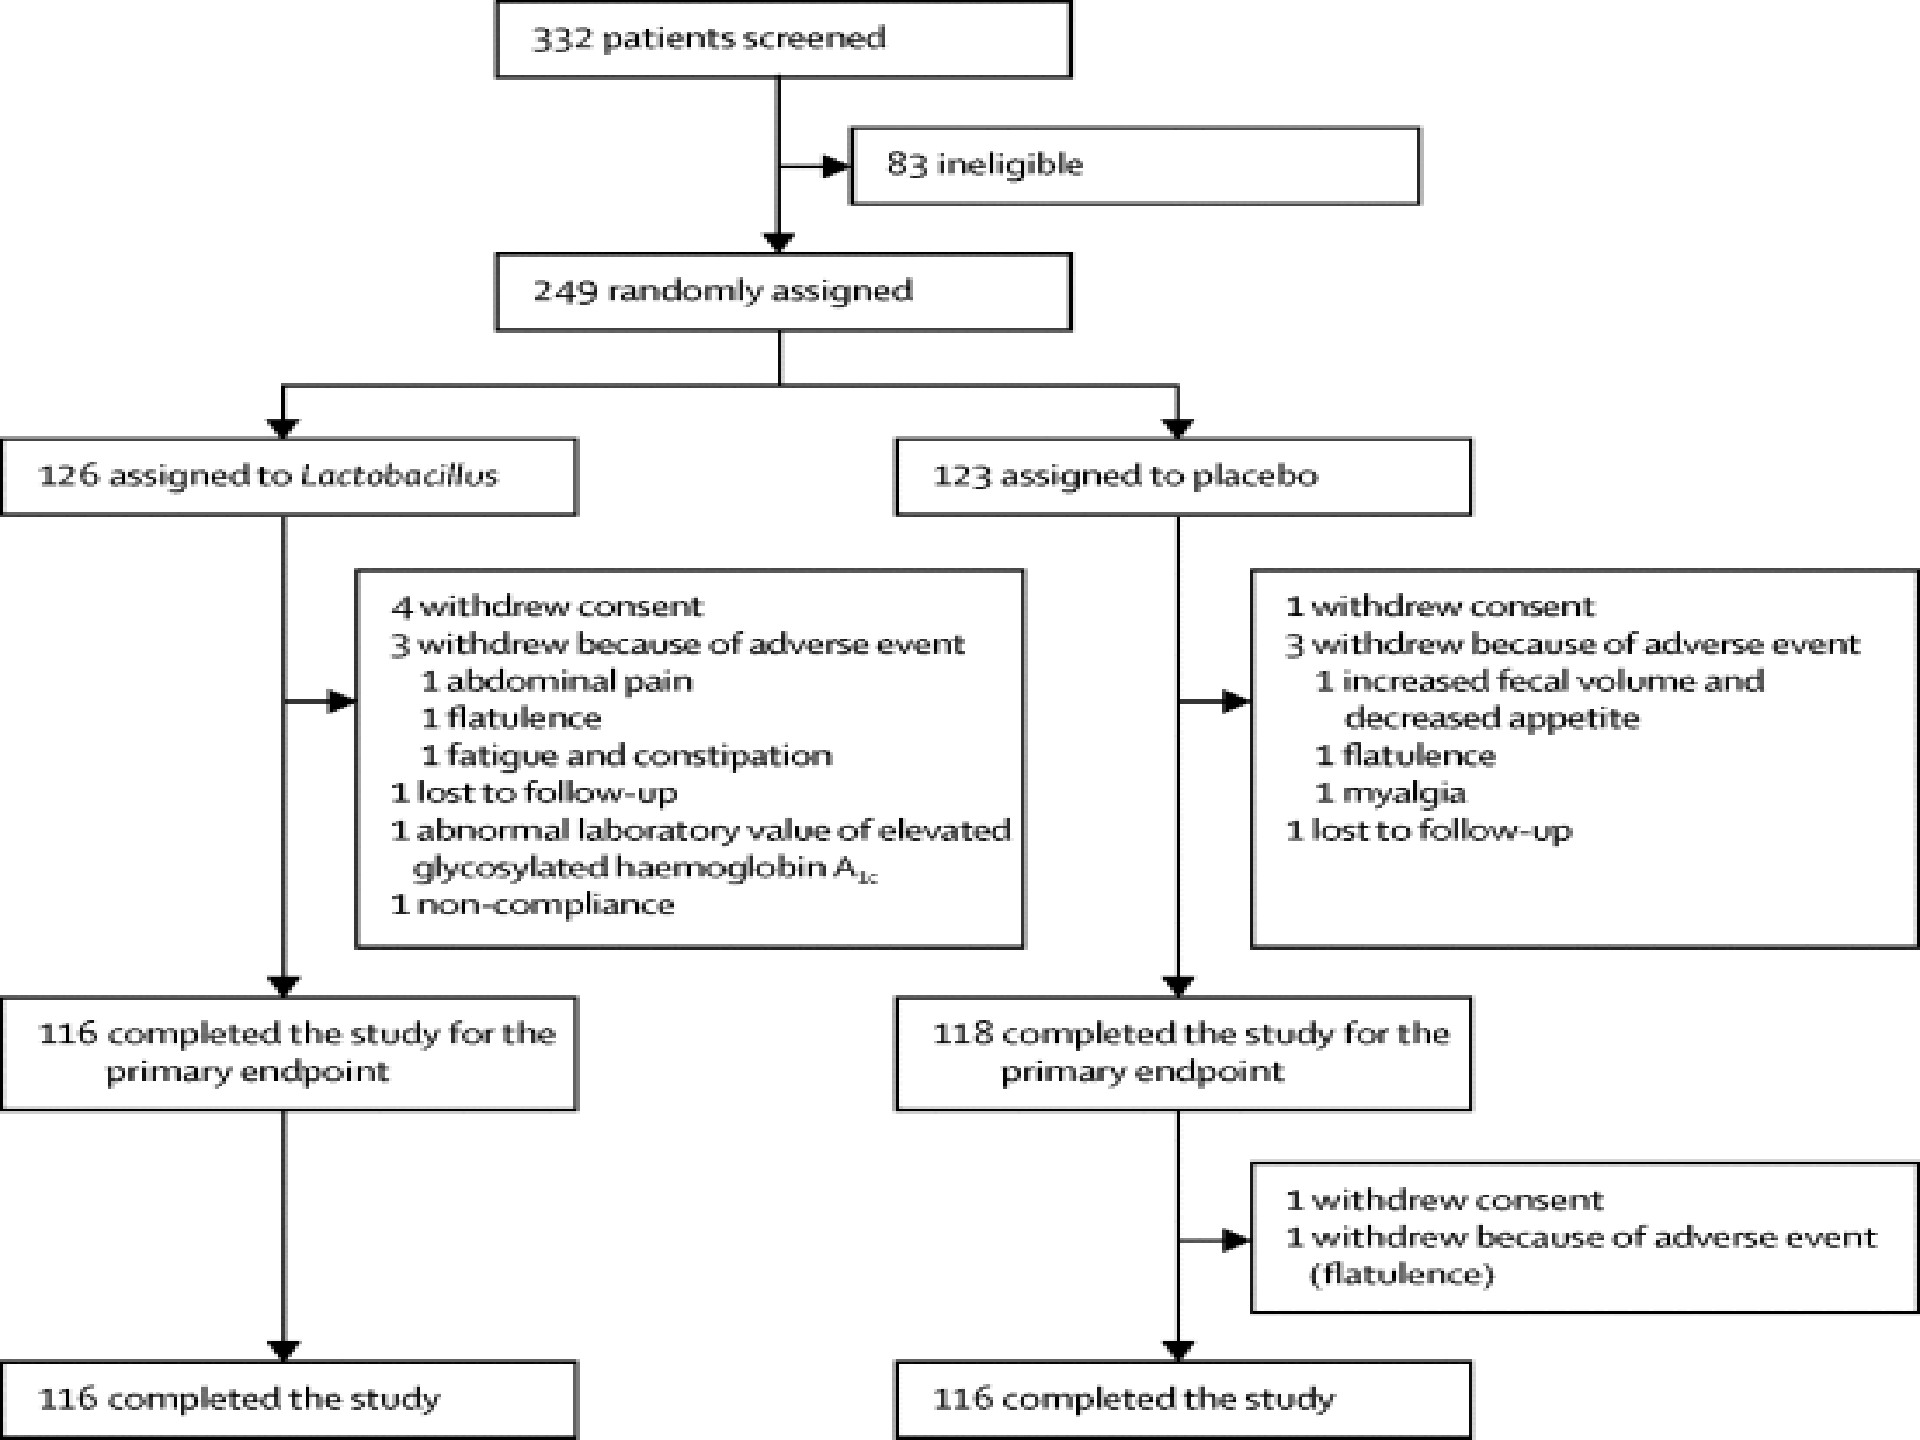 332 patients screened
83 ineligible
249 randomly assigned
126 assigned to Lactobacillus
123 assigned to placebo
4 withdrew consent
3 withdrew because of adverse event
1 abdominal pain
1 flatulence
1 fatigue and constipation
1 lost to follow-up
1 abnormal laboratory value of elevated
glycosylated haemoglobin A1c
1 non-compliance
1 withdrew consent
3 withdrew because of adverse event
1 increased fecal volume and
decreased appetite
1 flatulence
1 myalgia
1 lost to follow-up
116 completed the study for the
primary endpoint
118 completed the study for the
primary endpoint
1 withdrew consent
1 withdrew because of adverse event
(flatulence)
116 completed the study
116 completed the study